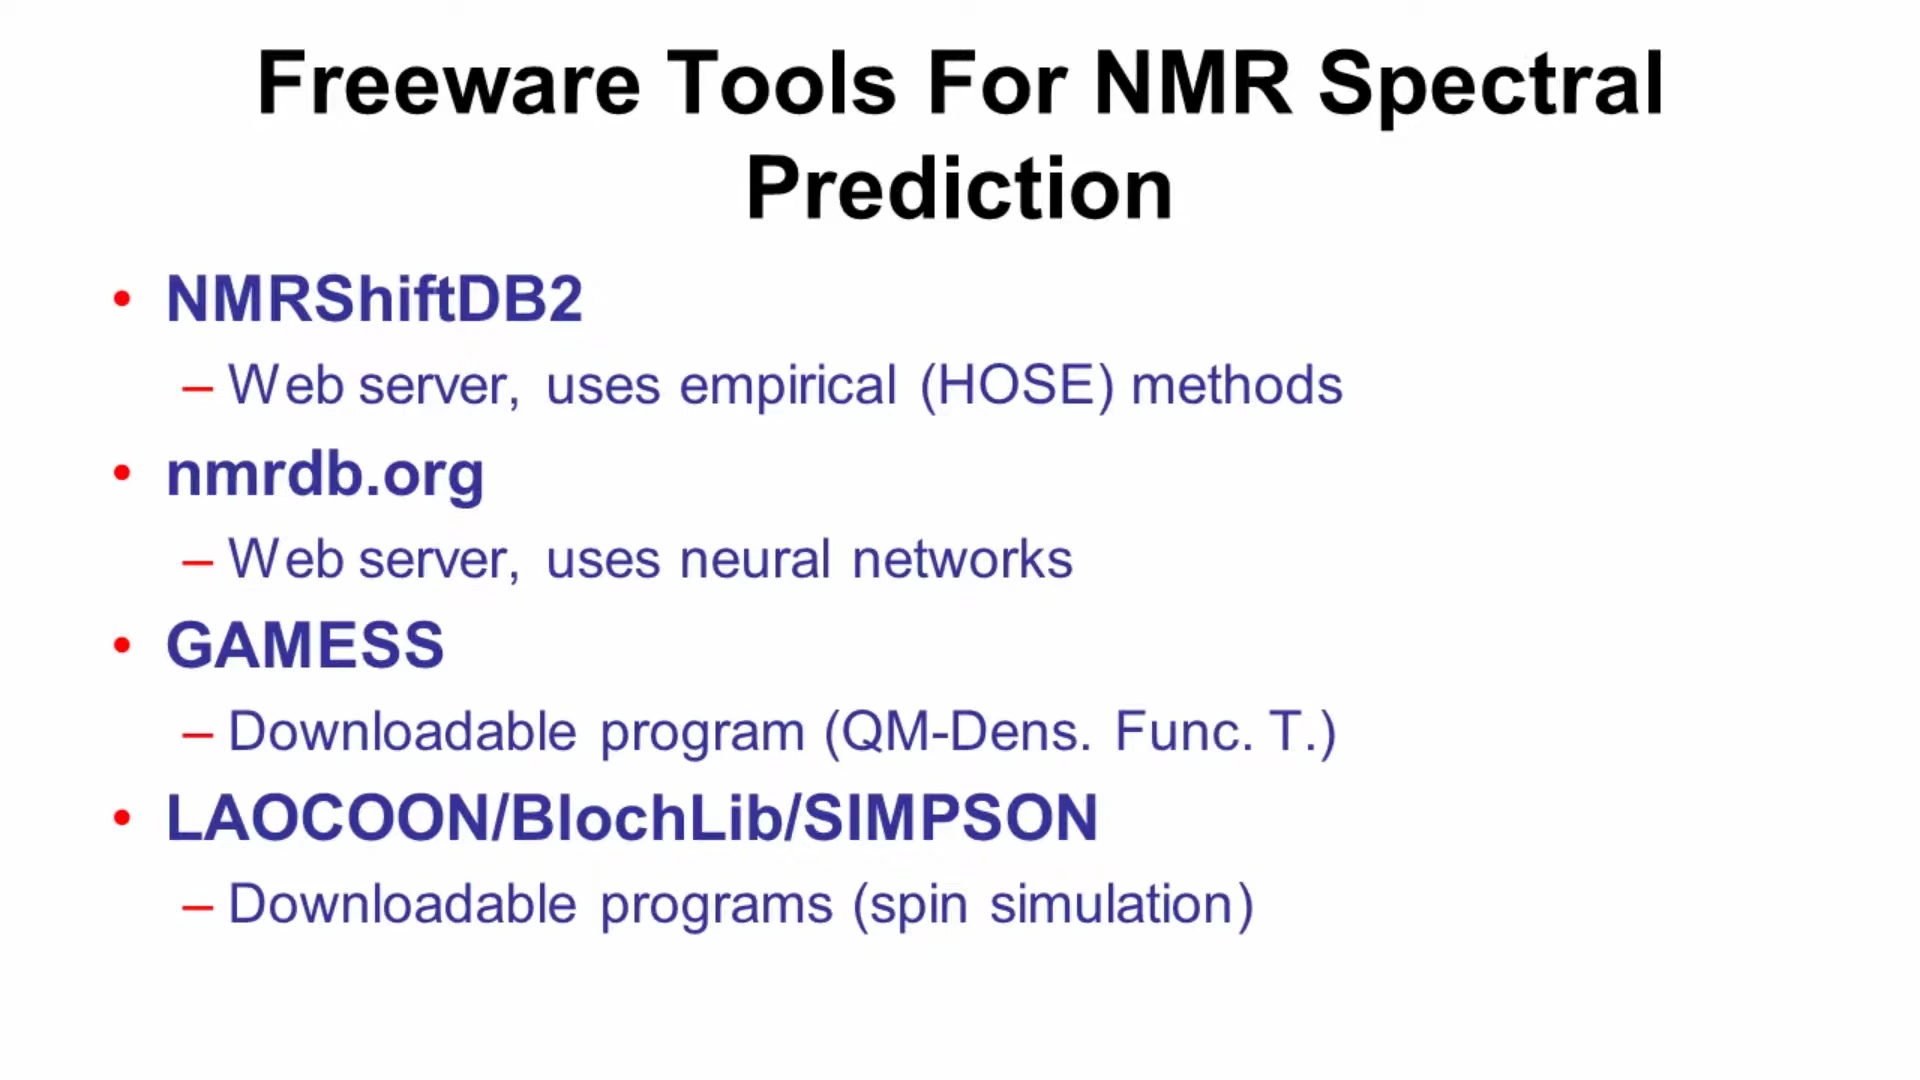 Freeware Tools For NMR Spectral
Prediction
• NMRShiftDB2
– Web server, uses empirical (HOSE) methods
• nmrdb.org
– Web server, uses neural networks
• GAMESS
– Downloadable program (QM-Dens. Func. T.)
• LAOCOON/BlochLib/SIMPSON
– Downloadable programs (spin simulation)